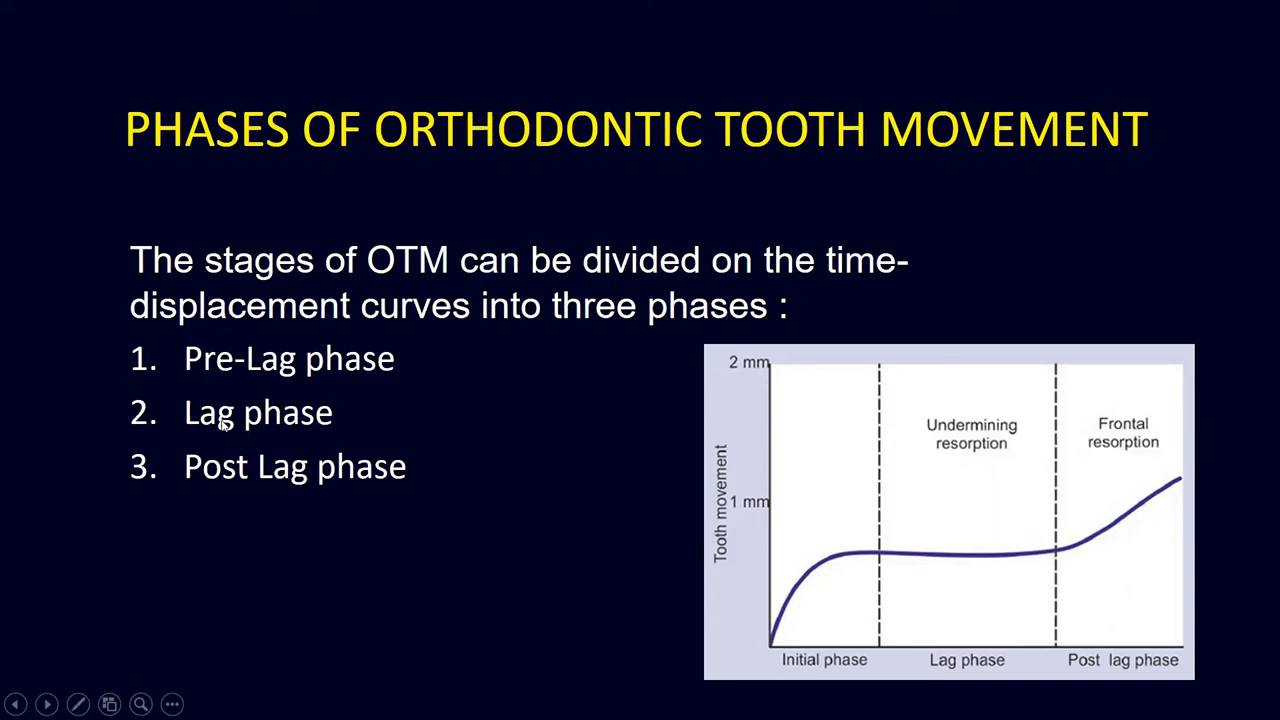 PHASES OF ORTHODONTIC TOOTH MOVEMENT
The stages of OTM can be divided on the time-
displacement curves into three phases :
1. Pre-Lag phase
2. Lag phase
3. Post Lag phase
2 mm
1 mm
Tooth movement
Undermining
resorption
Frontal
resorption
Initial phase
Lag phase
Post lag phase